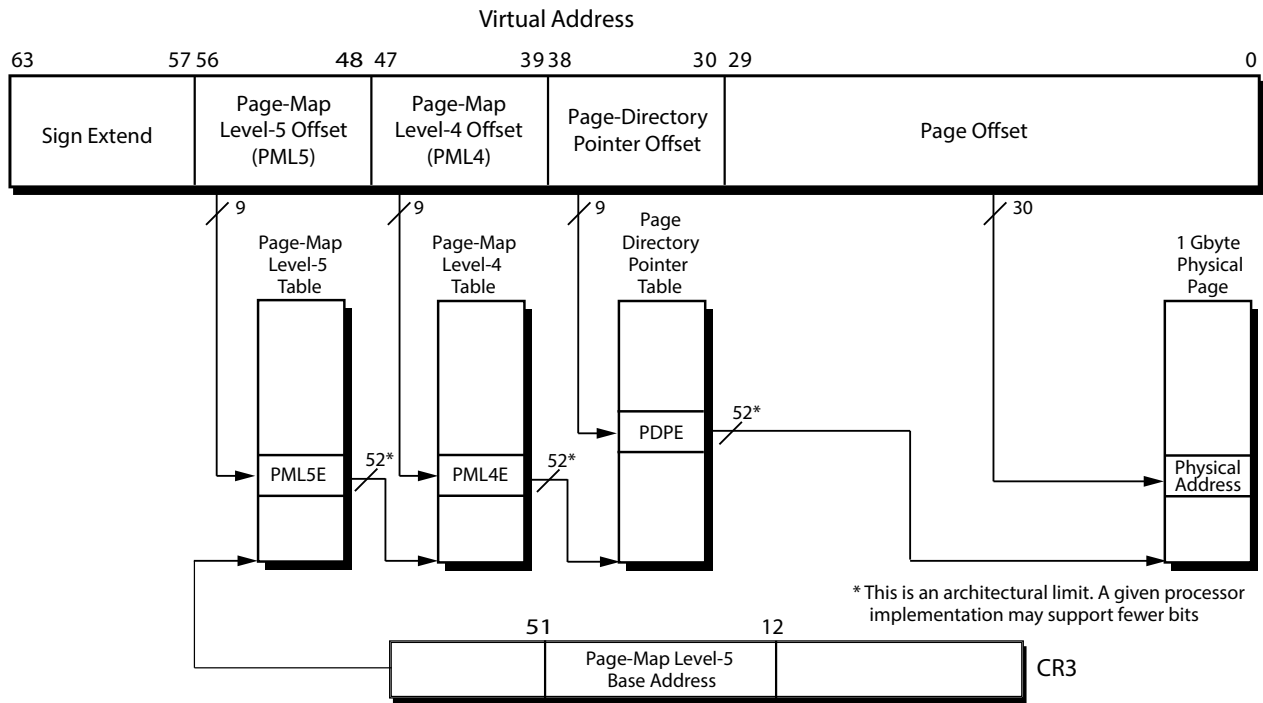 Virtual Address
63 57 56 48 47 39 38 30 29 0
Sign Extend
Page-Map
Level-5 Offset
(PML5)
Page-Map
Level-4 Offset
(PML4)
Page-Directory
Pointer Offset
Page Offset
9
9
9
30
Page-Map
Level-5
Table
Page-Map
Level-4
Table
Page
Directory
Pointer
Table
1 Gbyte
Physical
Page
PML5E
52*
PML4E
52*
PDPE
52*
Physical
Address
* This is an architectural limit. A given processor
implementation may support fewer bits
51 12
Page-Map Level-5
Base Address
CR3